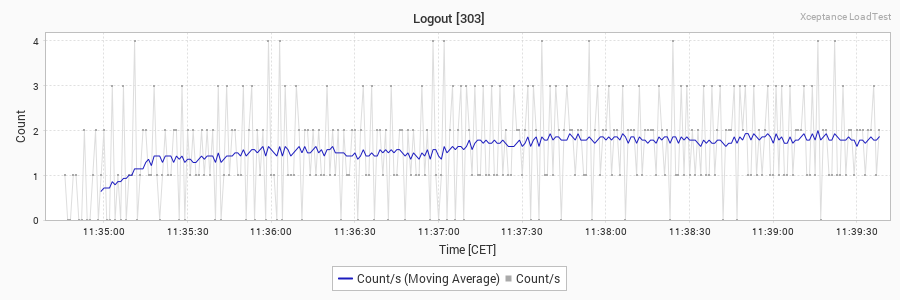 Logout [303]
Xceptance LoadTest
Count
4
3
2
1
0
11:35:00 11:35:30 11:36:00 11:36:30 11:37:00 11:37:30 11:38:00 11:38:30 11:39:00 11:39:30
Time [CET]
Count/s (Moving Average) Count/s